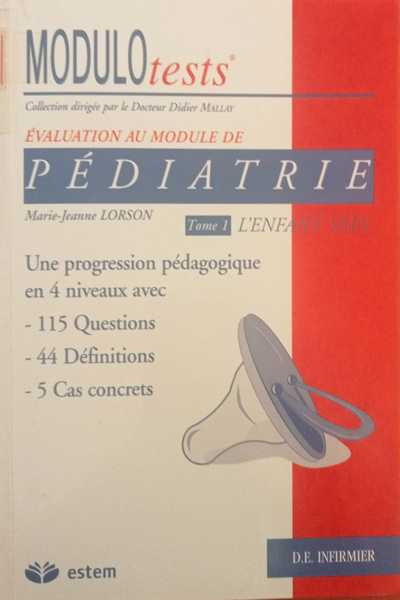 MODULOtests®
Collection dirigée par le Docteur Didier MALLAY
ÉVALUATION AU MODULE DE
PÉDIATRIE
Marie-Jeanne LORSON
Tome 1 L'ENFANT
Une progression pédagogique
en 4 niveaux avec
- 115 Questions
- 44 Définitions
- 5 Cas concrets
D.E. INFIRMIER
estem